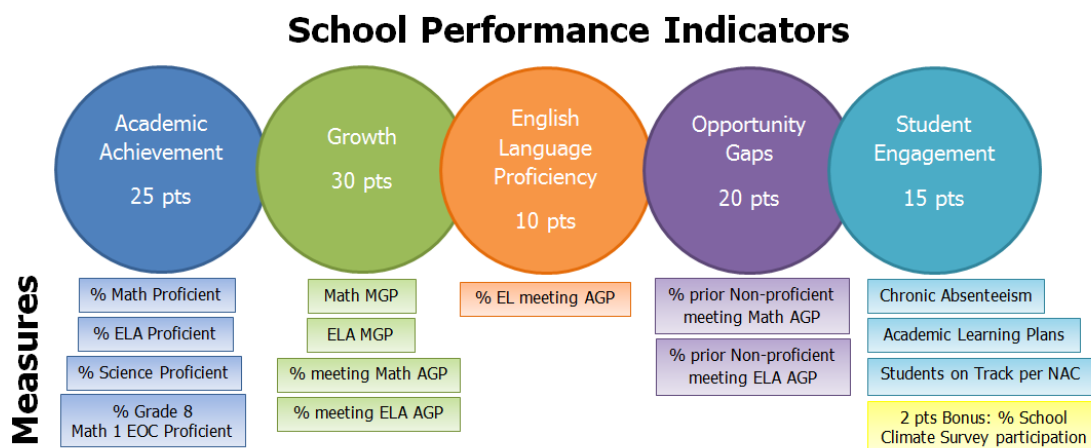 School Performance Indicators
Academic
Achievement
25 pts
Growth
30 pts
English
Language
Proficiency
10 pts
Opportunity
Gaps
20 pts
Student
Engagement
15 pts
Measures
% Math Proficient
% ELA Proficient
% Science Proficient
% Grade 8
Math 1 EOC Proficient
Math MGP
ELA MGP
% meeting Math AGP
% meeting ELA AGP
% EL meeting AGP
% prior Non-proficient
meeting Math AGP
% prior Non-proficient
meeting ELA AGP
Chronic Absenteeism
Academic Learning Plans
Students on Track per NAC
2 pts Bonus: % School
Climate Survey participation